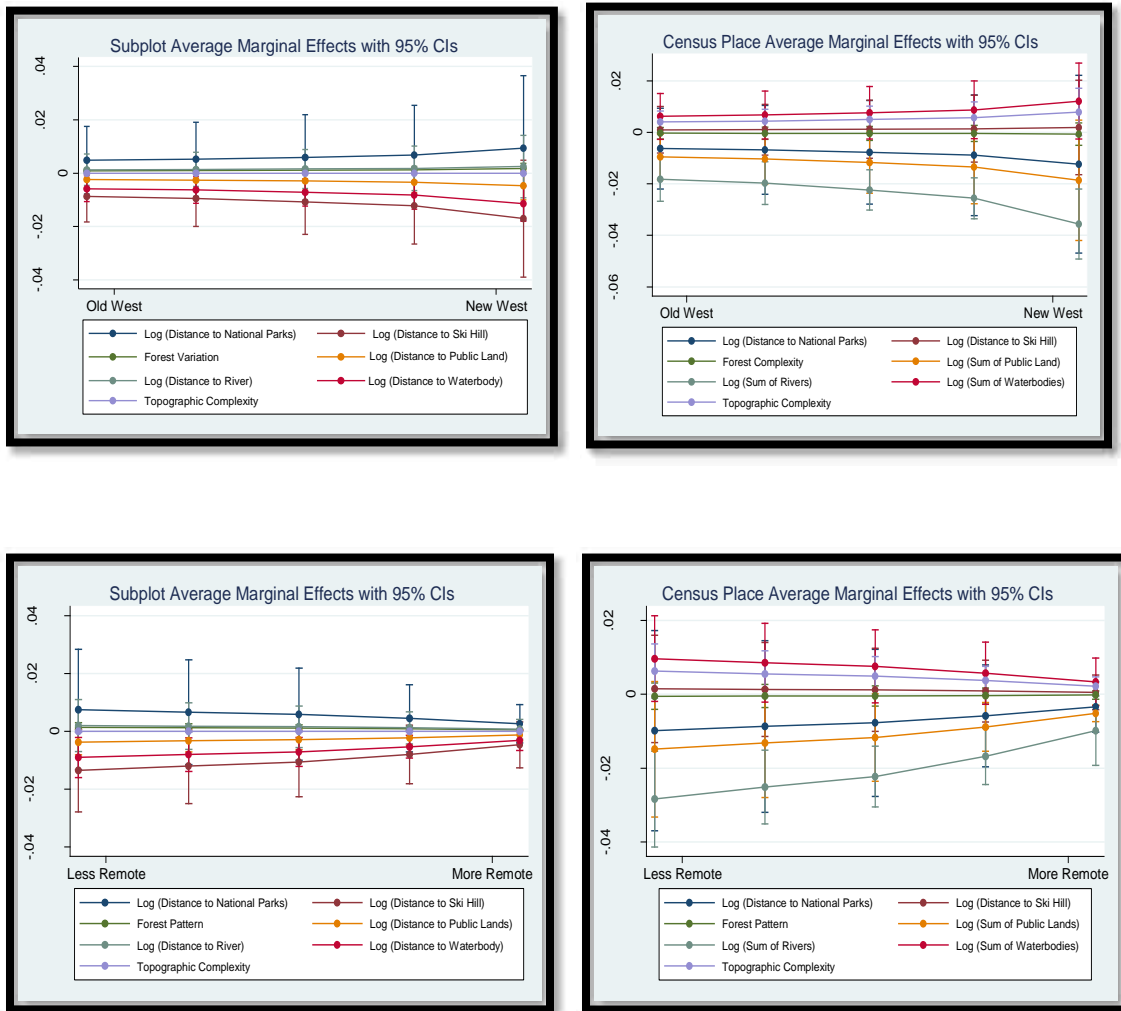 Subplot Average Marginal Effects with 95% CIs
.04
.02
0
-.02
-.04
Old West New West
Log (Distance to National Parks) Log (Distance to Ski Hill)
Forest Variation Log (Distance to Public Land)
Log (Distance to River) Log (Distance to Waterbody)
Topographic Complexity
Census Place Average Marginal Effects with 95% CIs
.02
0
-.02
-.04
-.06
Old West New West
Log (Distance to National Parks) Log (Distance to Ski Hill)
Forest Complexity Log (Sum of Public Land)
Log (Sum of Rivers) Log (Sum of Waterbodies)
Topographic Complexity
Subplot Average Marginal Effects with 95% CIs
.04
.02
0
-.02
-.04
Less Remote More Remote
Log (Distance to National Parks) Log (Distance to Ski Hill)
Forest Pattern Log (Distance to Public Lands)
Log (Distance to River) Log (Distance to Waterbody)
Topographic Complexity
Census Place Average Marginal Effects with 95% CIs
.02
0
-.02
-.04
Less Remote More Remote
Log (Distance to National Parks) Log (Distance to Ski Hill)
Forest Pattern Log (Sum of Public Lands)
Log (Sum of Rivers) Log (Sum of Waterbodies)
Topographic Complexity